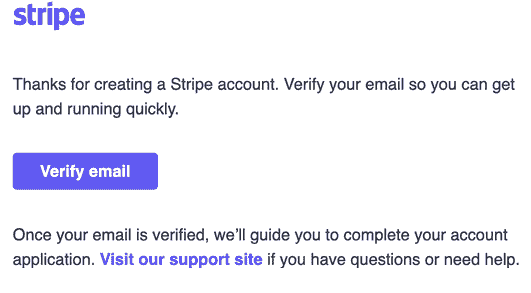 stripe
Thanks for creating a Stripe account. Verify your email so you can get
up and running quickly.
Verify email
Once your email is verified, we’ll guide you to complete your account
application. Visit our support site if you have questions or need help.